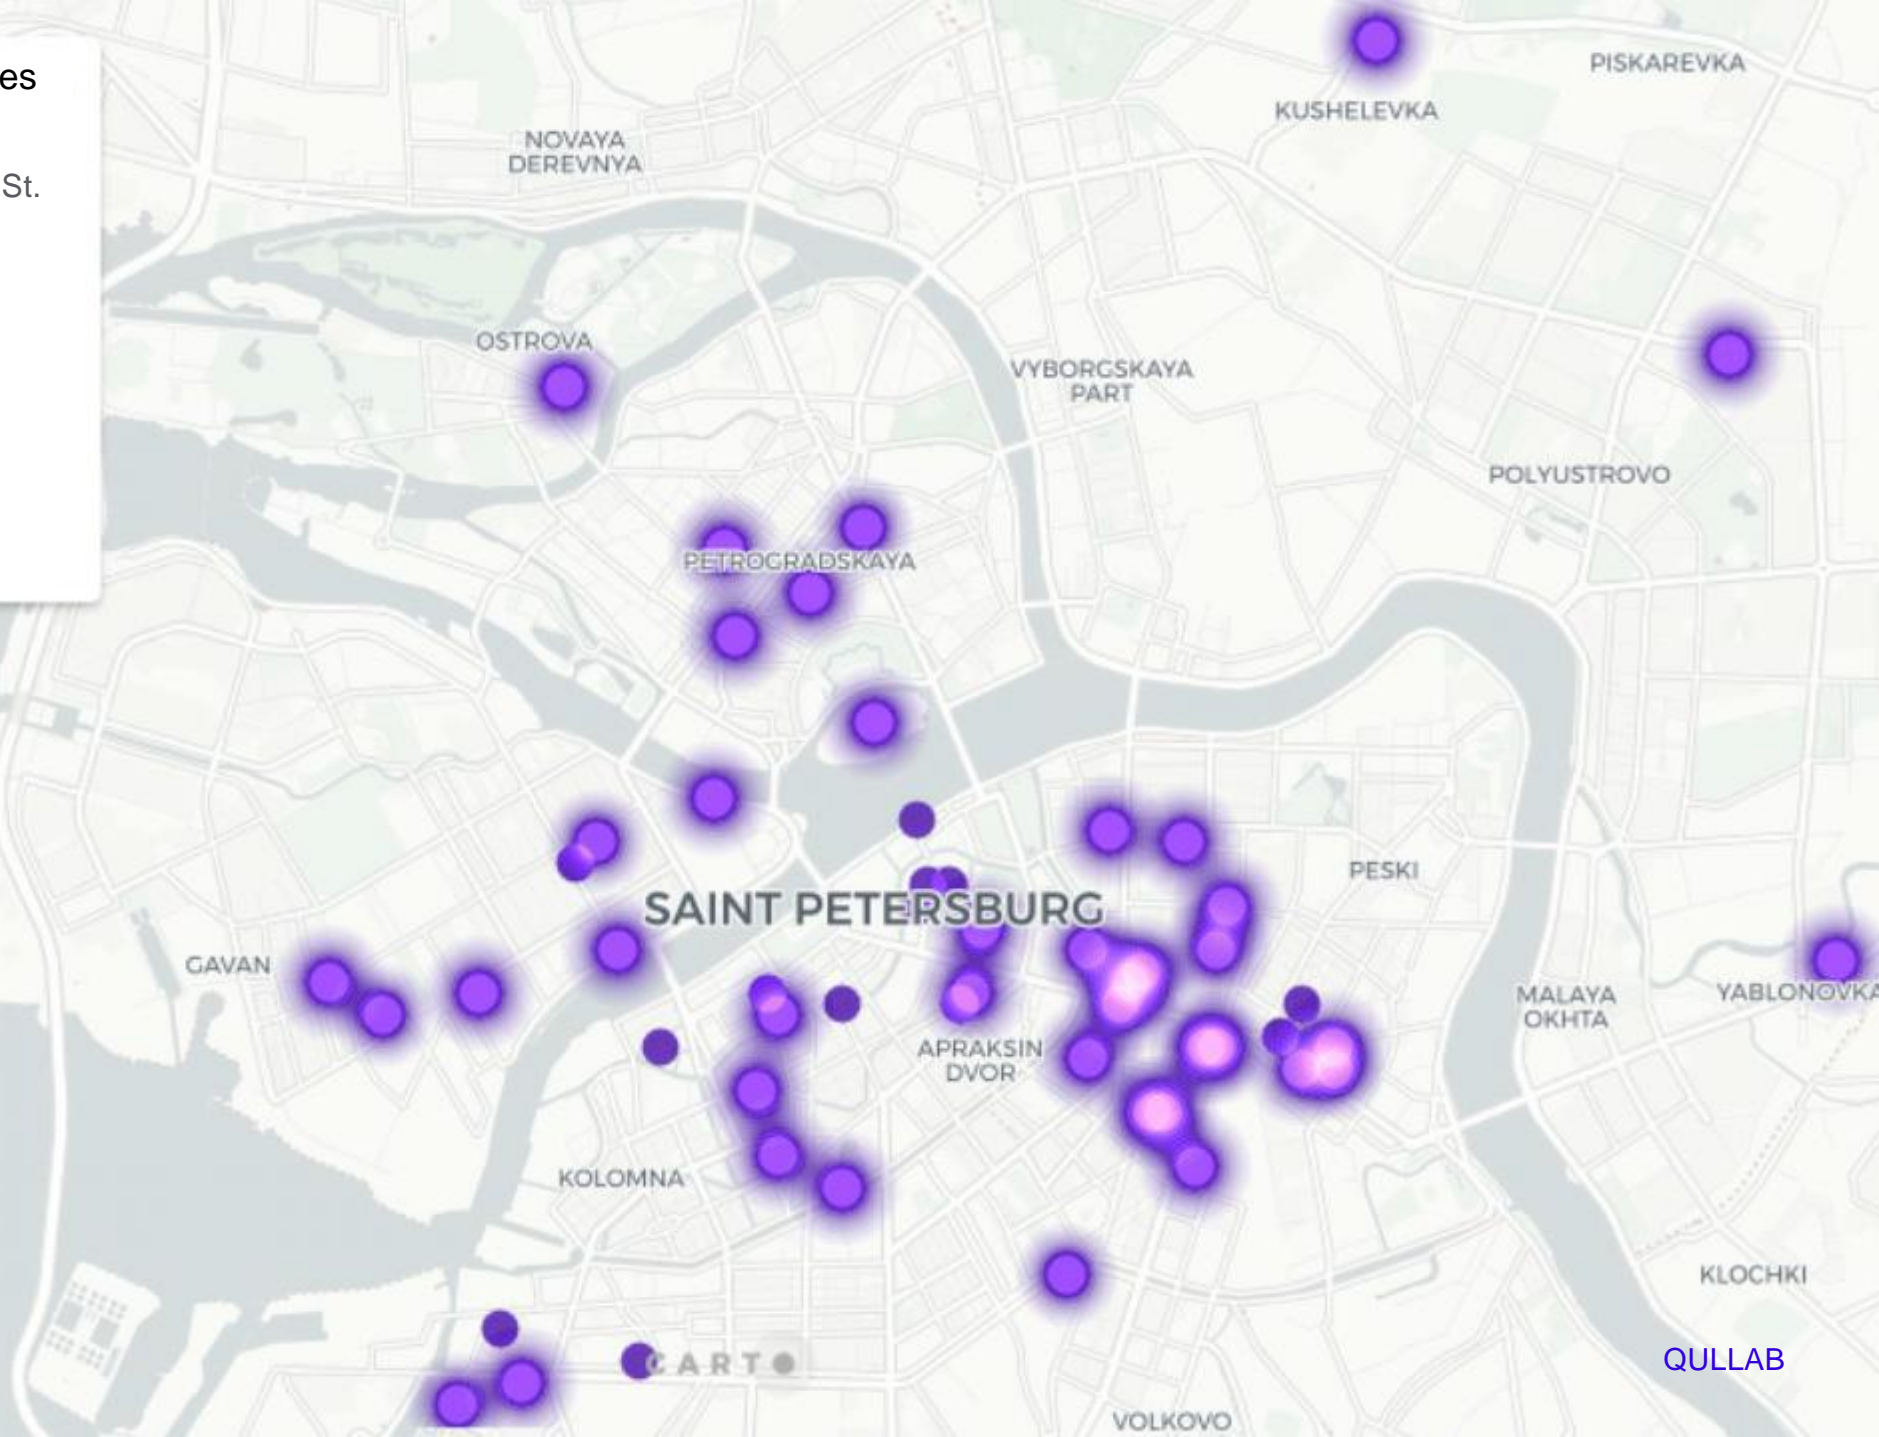 es
St.
PISKAREVKA
KUSHELEVKA
NOVAYA
DEREVNYA
OSTROVA
VYBORGSKAYA
PART
POLYUSTROVO
PETROGRADSKAYA
PESKI
SAINT PETERSBURG
GAVAN
MALAYA
OKHTA
YABLONOVKA
APRAKSIN
DVOR
KOLOMNA
KLOCHKI
CARTO
QULLAB
VOLKOVO